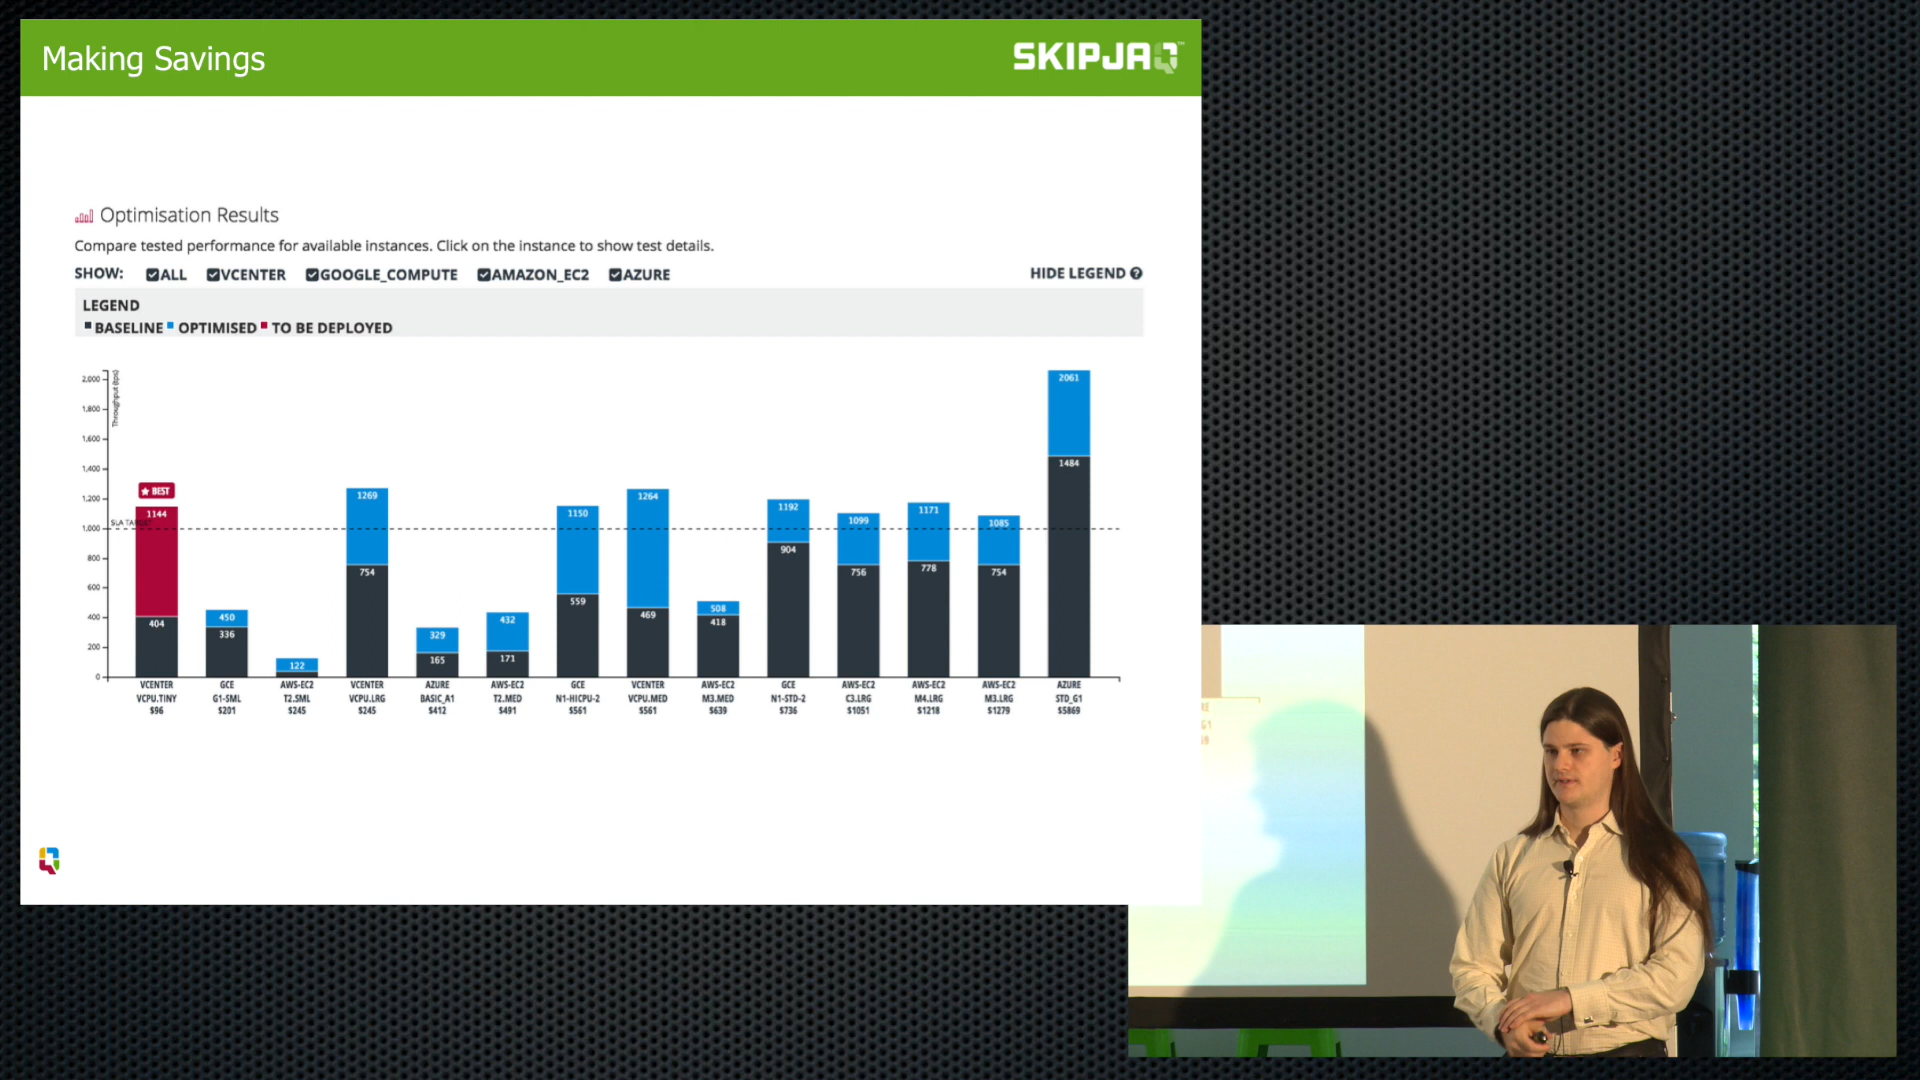 Making Savings
SKIPJAQ™
Optimisation Results
Compare tested performance for available instances. Click on the instance to show test details.
SHOW: ALL VCENTER GOOGLE_COMPUTE AMAZON_EC2 AZURE HIDE LEGEND ?
LEGEND
BASELINE OPTIMISED TO BE DEPLOYED
Throughput (tps)
2,000
1,800
1,600
1,400
1,200
1,000
800
600
400
200
0
SLA TARGET
BEST
1144
404
450
336
122
1269
754
329
165
432
171
1150
559
1264
469
508
418
1192
904
1099
756
1171
778
1085
754
2061
1484
VCENTER GCE AWS-EC2 VCENTER AZURE AWS-EC2 GCE VCENTER AWS-EC2 GCE AWS-EC2 AWS-EC2 AWS-EC2 AZURE
VCPU.TINY G1-SML T2.SML VCPU.LRG BASIC_A1 T2.MED N1-HICPU-2 VCPU.MED M3.MED N1-STD-2 C3.LRG M4.LRG M3.LRG STD_G1
$96 $201 $245 $245 $412 $491 $561 $561 $639 $736 $1051 $1218 $1279 $5869